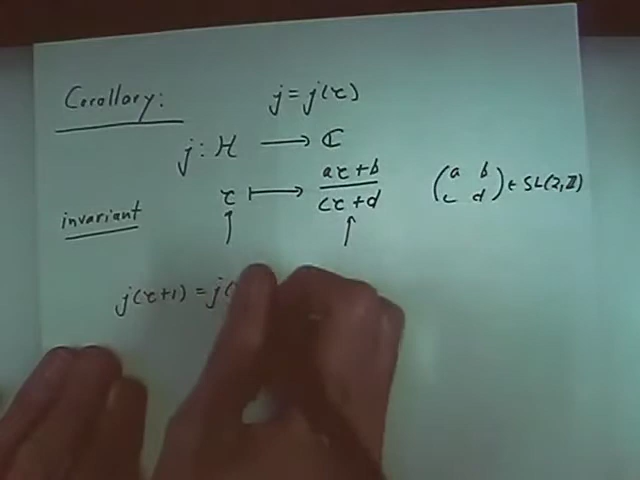 Corollary: j = j(τ)
j : H → ℂ
τ ↦ (aτ+b)/(cτ+d) (a b c d) ∈ SL(2,ℤ)
invariant
j(τ+1) = j(